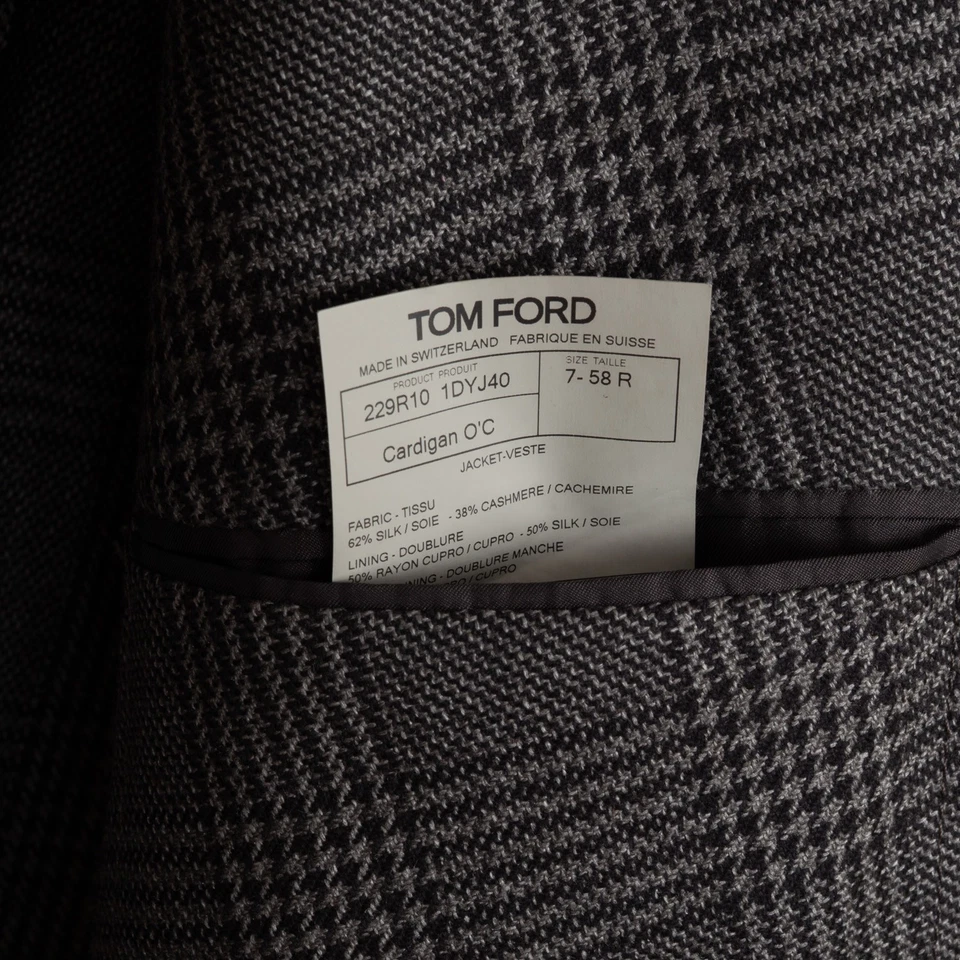 TOM FORD
MADE IN SWITZERLAND FABRIQUE EN SUISSE
PRODUCT PRODUIT
229R10 1DYJ40
SIZE TAILLE
7- 58 R
Cardigan O'C
JACKET-VESTE
FABRIC - TISSU
62% SILK / SOIE - 38% CASHMERE / CACHEMIRE
LINING - DOUBLURE
50% RAYON CUPRO / CUPRO - 50% SILK / SOIE
DOUBLURE MANCHE
/ CUPRO